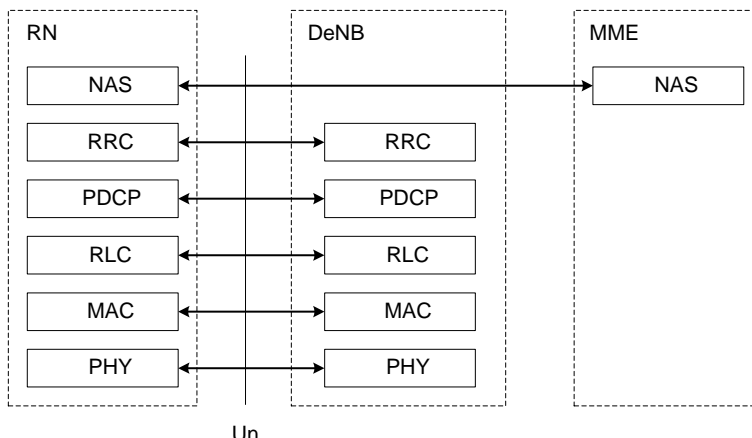 RN DeNB MME
NAS NAS
RRC RRC
PDCP PDCP
RLC RLC
MAC MAC
PHY PHY
Un